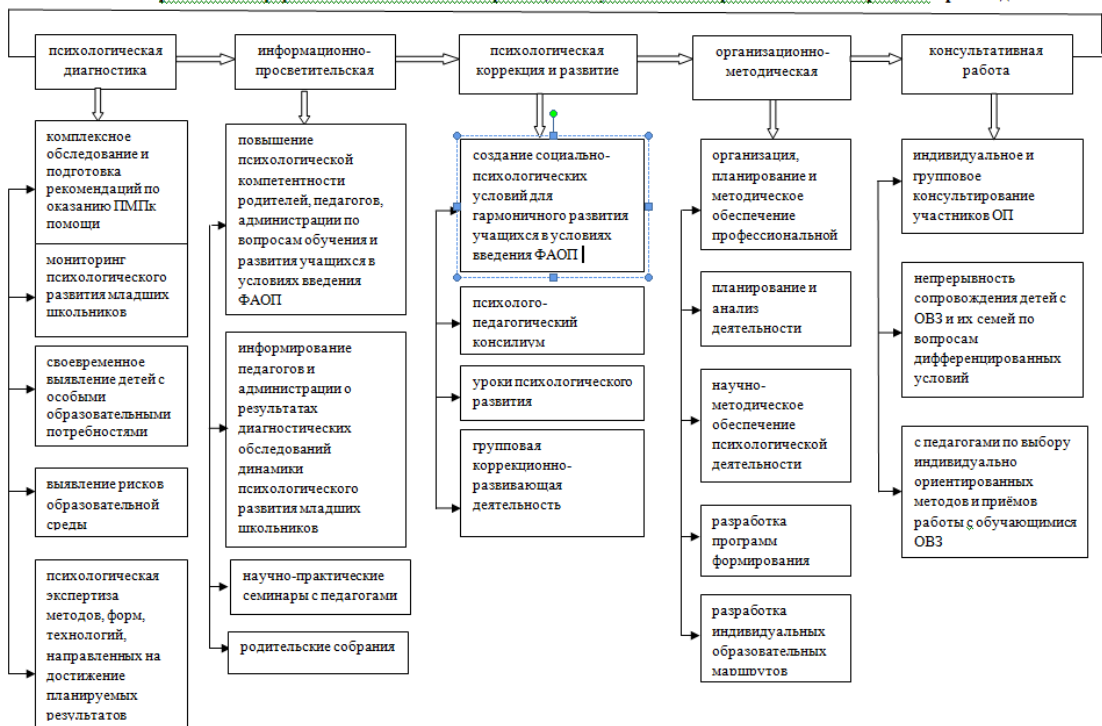 психологическая
диагностика
информационно-
просветительская
психологическая
коррекция и развитие
организационно-
методическая
консультативная
работа
комплексное
обследование и
подготовка
рекомендаций по
оказанию ПМПк
помощи
мониторинг
психологического
развития младших
школьников
своевременное
выявление детей с
особыми
образовательными
потребностями
выявление рисков
образовательной
среды
психологическая
экспертиза
методов, форм,
технологий,
направленных на
достижение
планируемых
результатов
повышение
психологической
компетентности
родителей, педагогов,
администрации по
вопросам обучения и
развития учащихся в
условиях введения
ФАОП
информирование
педагогов и
администрации о
результатах
диагностических
обследований
динамики
психологического
развития младших
школьников
научно-практические
семинары с педагогами
родительские собрания
создание социально-
психологических
условий для
гармоничного развития
учащихся в условиях
введения ФАОП
психолого-
педагогический
консилиум
уроки психологического
развития
групповая
коррекционно-
развивающая
деятельность
организация,
планирование и
методическое
обеспечение
профессиональной
планирование и
анализ
деятельности
научно-
методическое
обеспечение
психологической
деятельности
разработка
программ
формирования
разработка
индивидуальных
образовательных
маршрутов
индивидуальное и
групповое
консультирование
участников ОП
непрерывность
сопровождения детей с
ОВЗ и их семей по
вопросам
дифференцированных
условий
с педагогами по выбору
индивидуально
ориентированных
методов и приёмов
работы с обучающимися
ОВЗ